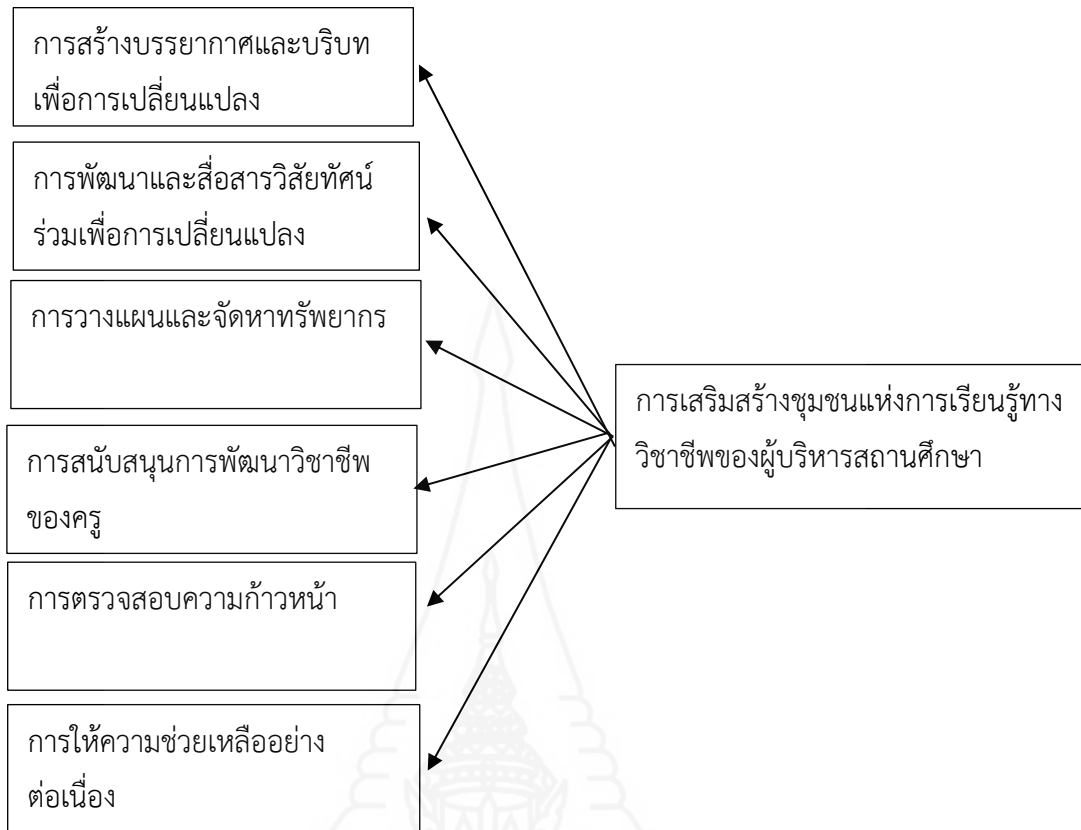 การสร้างบรรยากาศและบริบท
เพื่อการเปลี่ยนแปลง
การพัฒนาและสื่อสารวิสัยทัศน์
ร่วมเพื่อการเปลี่ยนแปลง
การวางแผนและจัดหาทรัพยากร
การสนับสนุนการพัฒนาวิชาชีพ
ของครู
การตรวจสอบความก้าวหน้า
การให้ความช่วยเหลืออย่าง
ต่อเนื่อง
การเสริมสร้างชุมชนแห่งการเรียนรู้ทาง
วิชาชีพของผู้บริหารสถานศึกษา